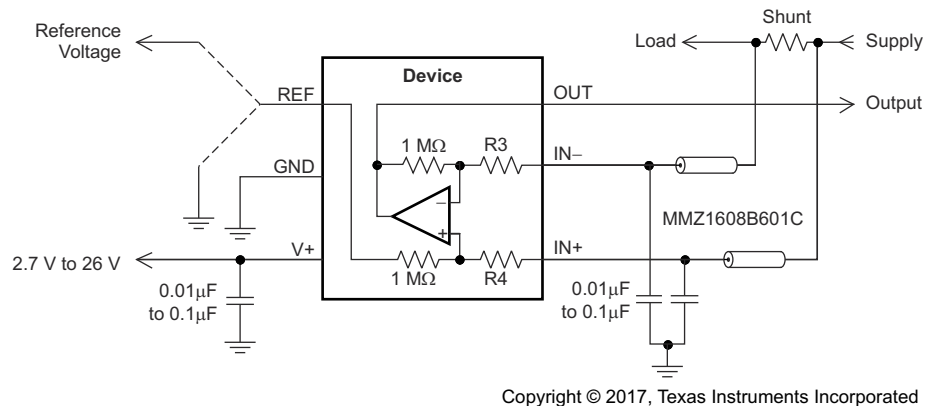 Shunt
Reference
Voltage
Load
Supply
Device
REF
OUT
Output
1 MΩ
R3
IN−
GND
−
+
MMZ1608B601C
V+
IN+
2.7 V to 26 V
1 MΩ
R4
0.01μF
to 0.1μF
0.01μF
to 0.1μF
Copyright © 2017, Texas Instruments Incorporated